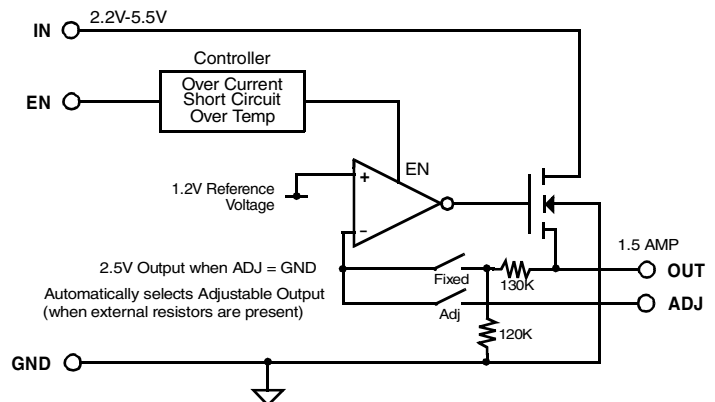 2.2V-5.5V
IN
Controller
Over Current
Short Circuit
Over Temp
EN
EN
+
1.2V Reference
Voltage
–
1.5 AMP
2.5V Output when ADJ = GND
Fixed
130K
OUT
Automatically selects Adjustable Output
(when external resistors are present)
Adj
ADJ
120K
GND